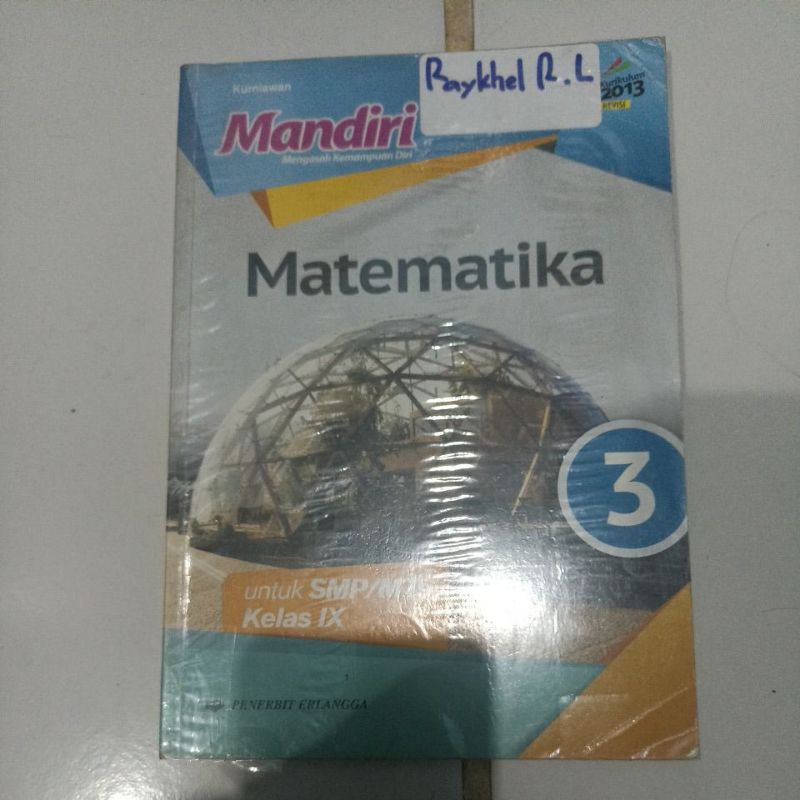 Kurniawan
Raykhel R.L
Kurikulum
2013
REVISI
Mandiri
Mengasah Kemampuan Diri
Matematika
3
untuk SMP/MTs
Kelas IX
PENERBIT ERLANGGA